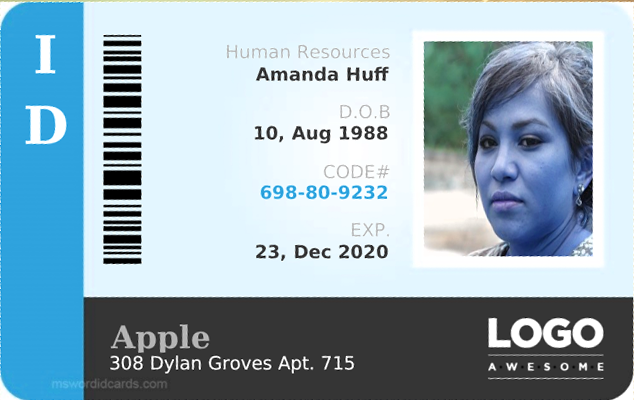 ID
Human Resources
Amanda Huff
D.O.B
10, Aug 1988
CODE#
698-80-9232
EXP.
23, Dec 2020
Apple
308 Dylan Groves Apt. 715
LOGO
A·W·E·S·O·M·E
mswordidcards.com